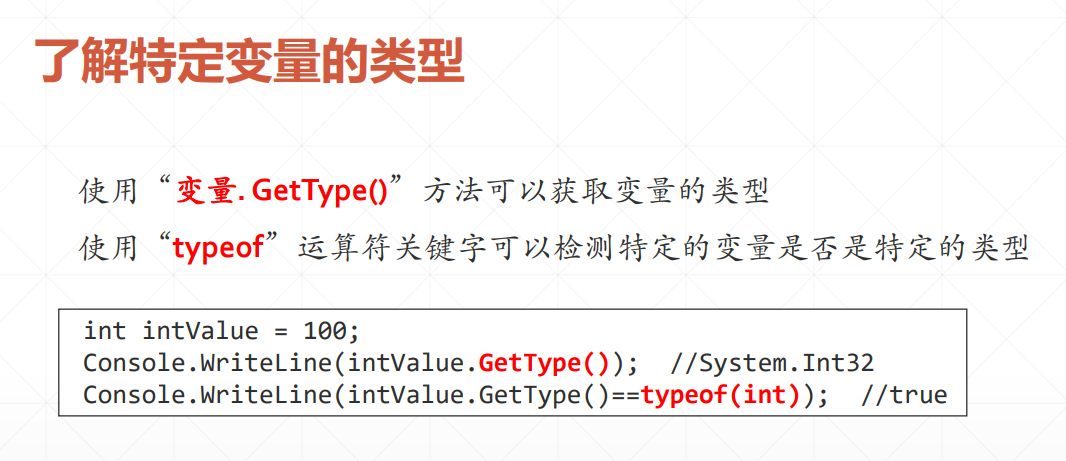 了解特定变量的类型
使用“变量.GetType()”方法可以获取变量的类型
使用“typeof”运算符关键字可以检测特定的变量是否是特定的类型
int intValue = 100;
Console.WriteLine(intValue.GetType());  //System.Int32
Console.WriteLine(intValue.GetType()==typeof(int));  //true